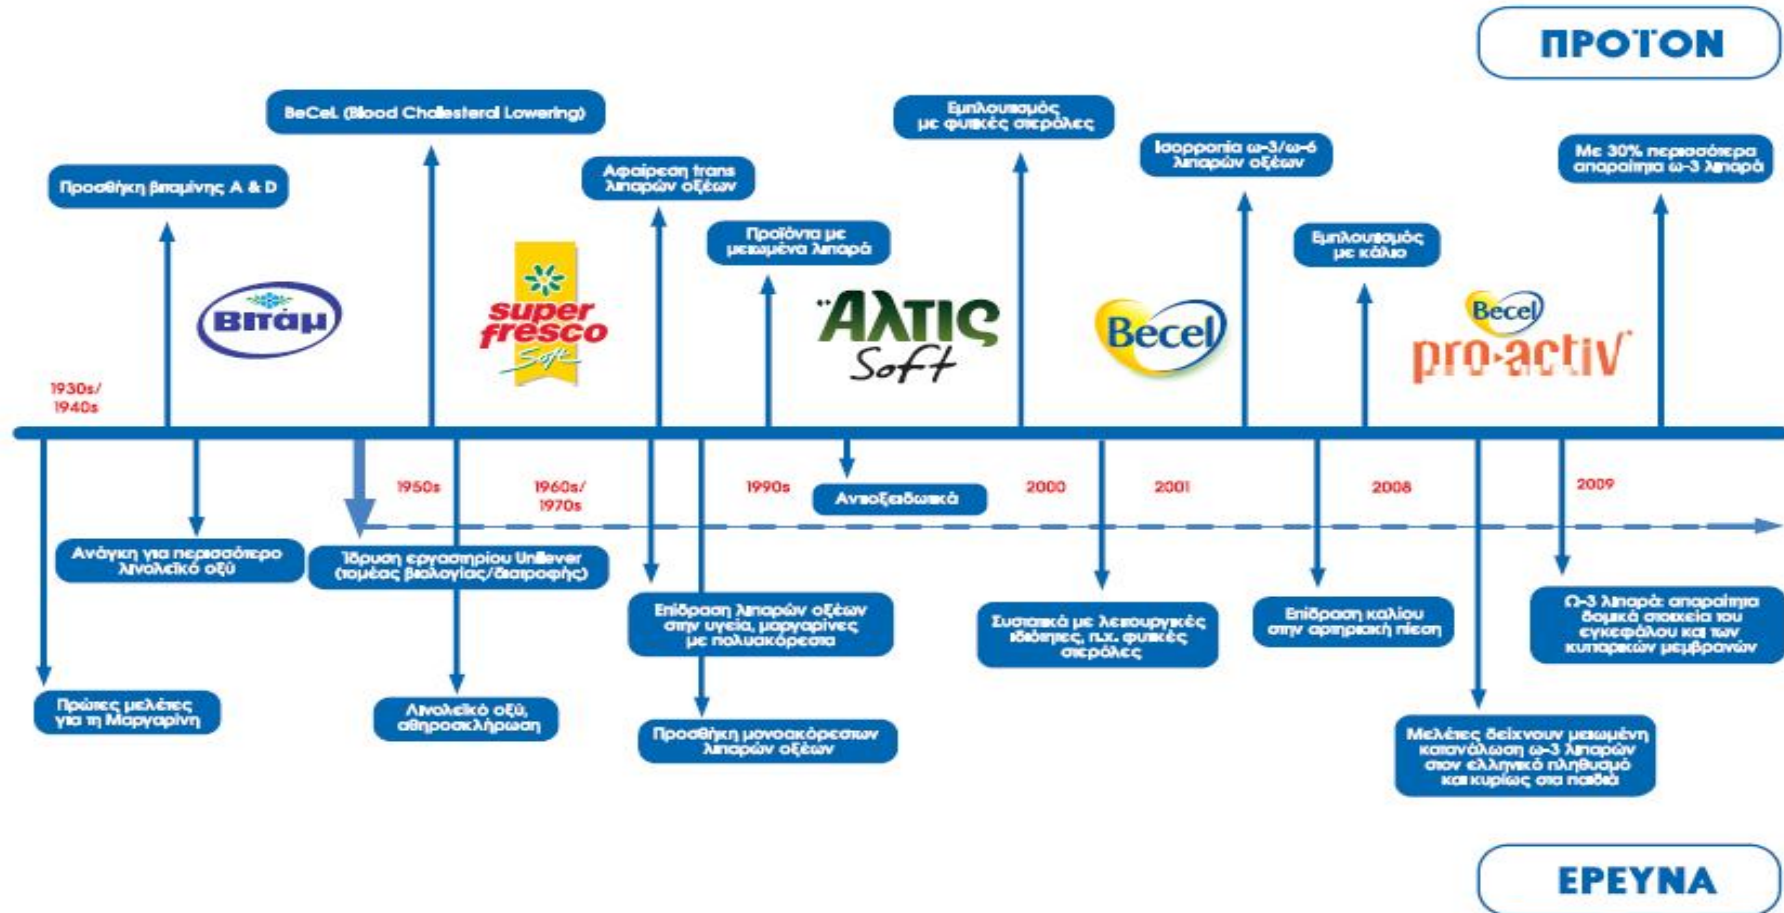 ΠΡΟΪΟΝ
BeCeL (Blood Cholesterol Lowering)
Εμπλουτισμός
με φυτικές στερόλες
Προσθήκη βιταμίνης A & D
Αφαίρεση trans
λιπαρών οξέων
Ισορροπία ω-3/ω-6
λιπαρών οξέων
Με 30% περισσότερα
απαραίτητα ω-3 λιπαρά
Προϊόντα με
μειωμένα λιπαρά
Εμπλουτισμός
με κάλιο
Βιτάμ
super
fresco
Soft
Άλτις
Soft
Becel
Becel
pro·activ
1930s/
1940s
1950s
1960s/
1970s
1990s
Αντιοξειδωτικά
2000
2001
2008
2009
Ανάγκη για περισσότερο
λινολεϊκό οξύ
Ίδρυση εργαστηρίου Unilever
(τομέας βιολογίας/διατροφής)
Επίδραση λιπαρών οξέων
στην υγεία, μαργαρίνες
με πολυακόρεστα
Συστατικά με λειτουργικές
ιδιότητες, π.χ. φυτικές
στερόλες
Επίδραση καλίου
στην αρτηριακή πίεση
Ω-3 λιπαρά: απαραίτητα
δομικά στοιχεία του
εγκεφάλου και των
κυτταρικών μεμβρανών
Πρώτες μελέτες
για τη Μαργαρίνη
Λινολεϊκό οξύ,
αθηροσκλήρωση
Προσθήκη μονοακόρεστων
λιπαρών οξέων
Μελέτες δείχνουν μειωμένη
κατανάλωση ω-3 λιπαρών
στον ελληνικό πληθυσμό
και κυρίως στα παιδιά
ΕΡΕΥΝΑ